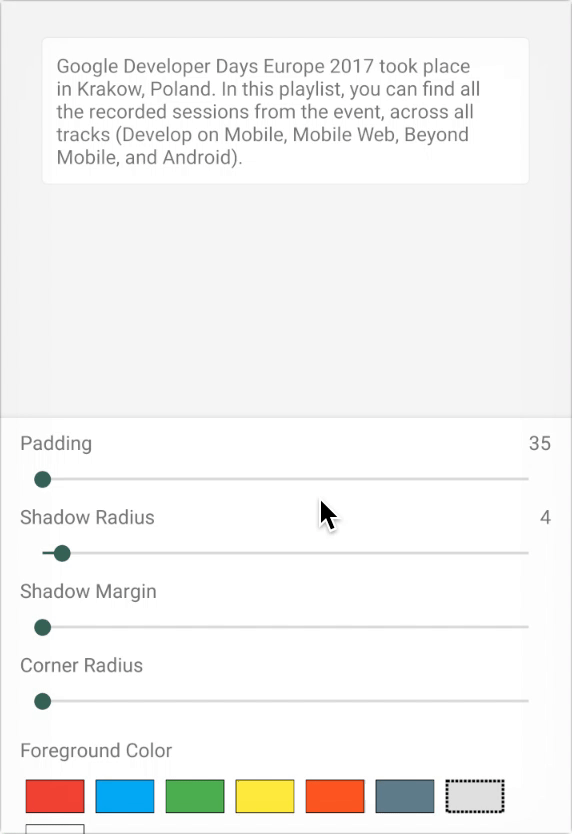 Google Developer Days Europe 2017 took place
in Krakow, Poland. In this playlist, you can find all
the recorded sessions from the event, across all
tracks (Develop on Mobile, Mobile Web, Beyond
Mobile, and Android).
Padding 35
Shadow Radius 4
Shadow Margin
Corner Radius
Foreground Color